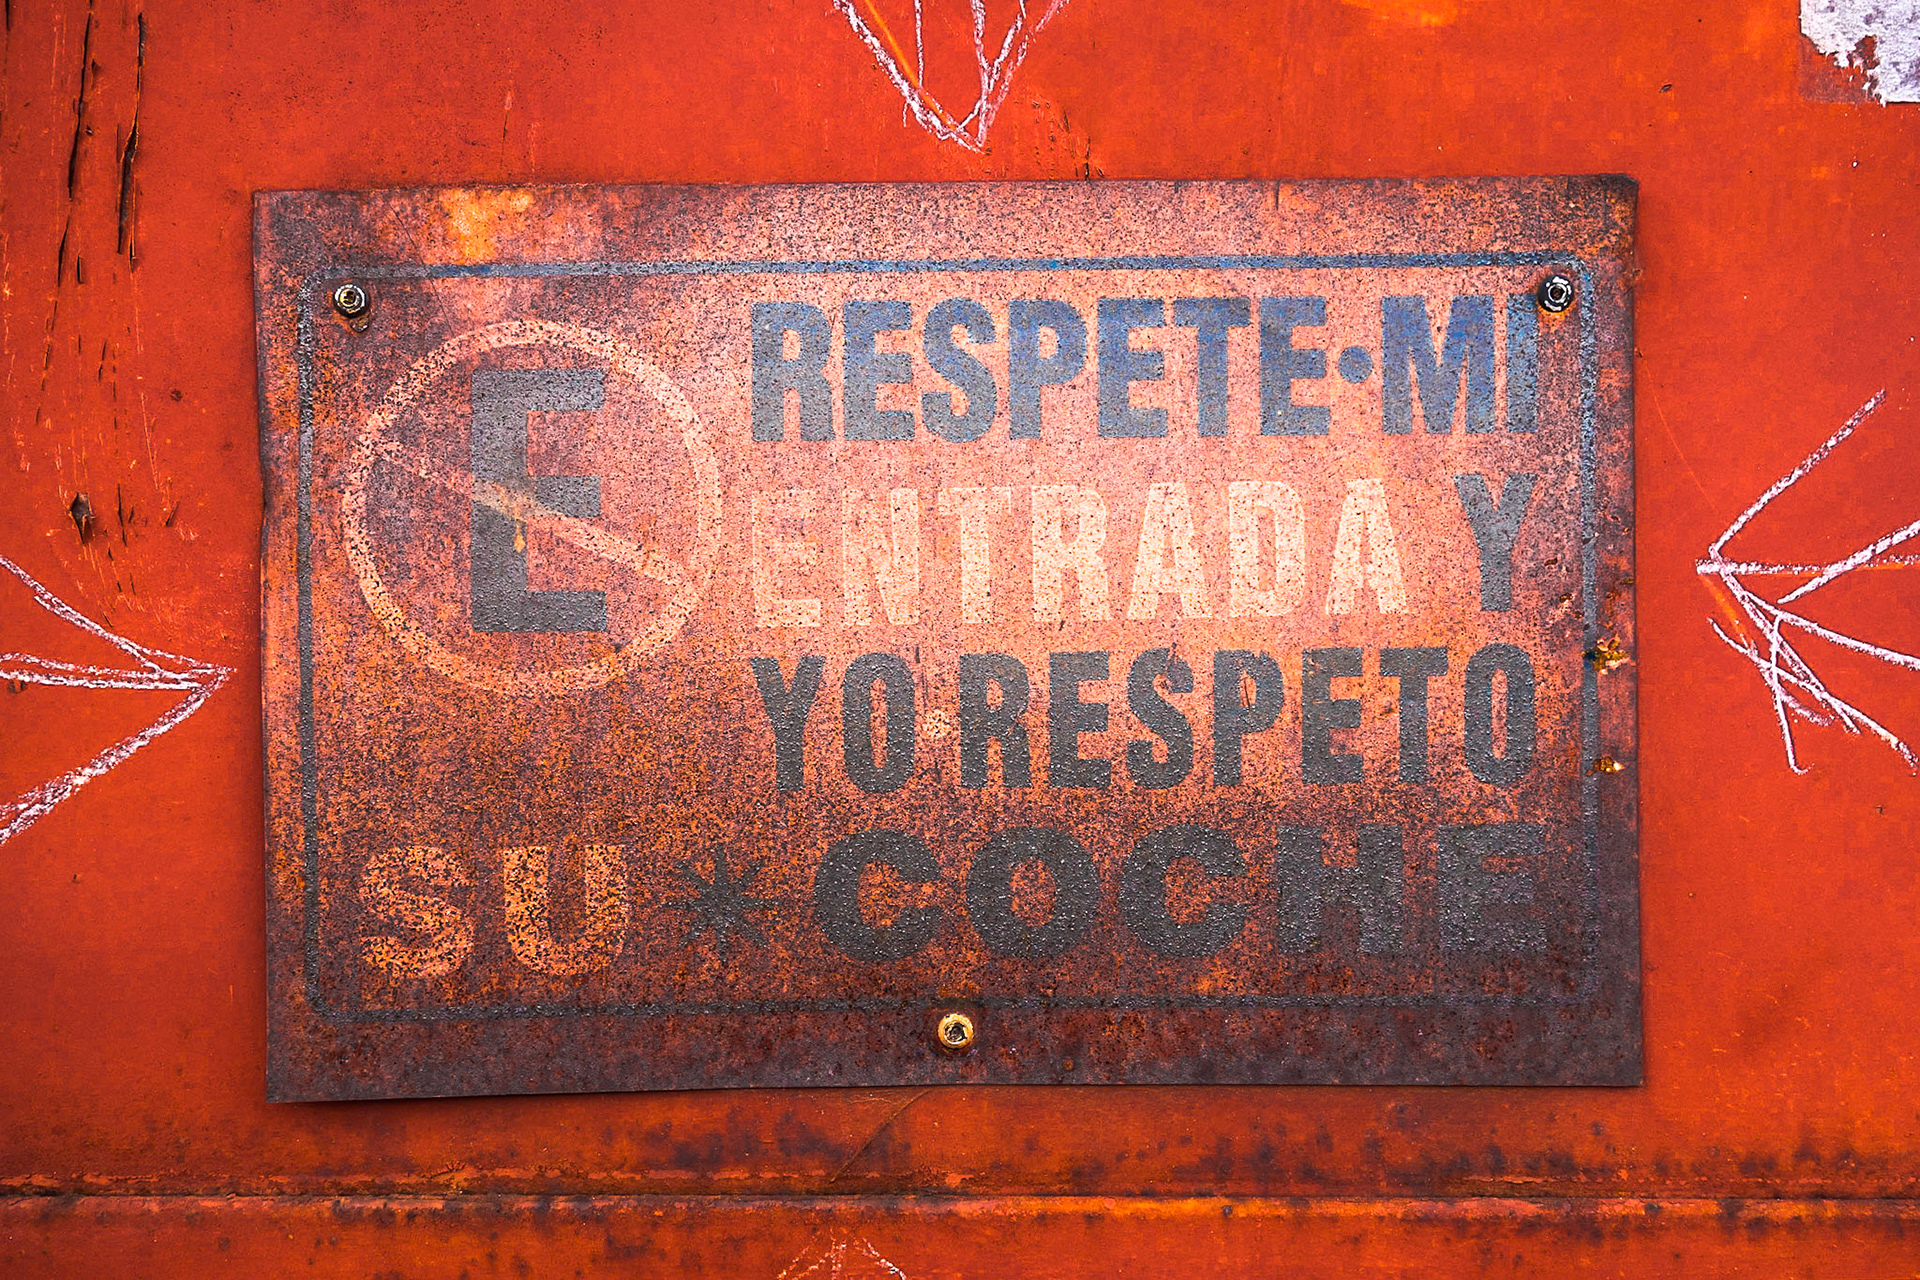 E
RESPETE·MI
ENTRADA Y
YO RESPETO
SU * COCHE